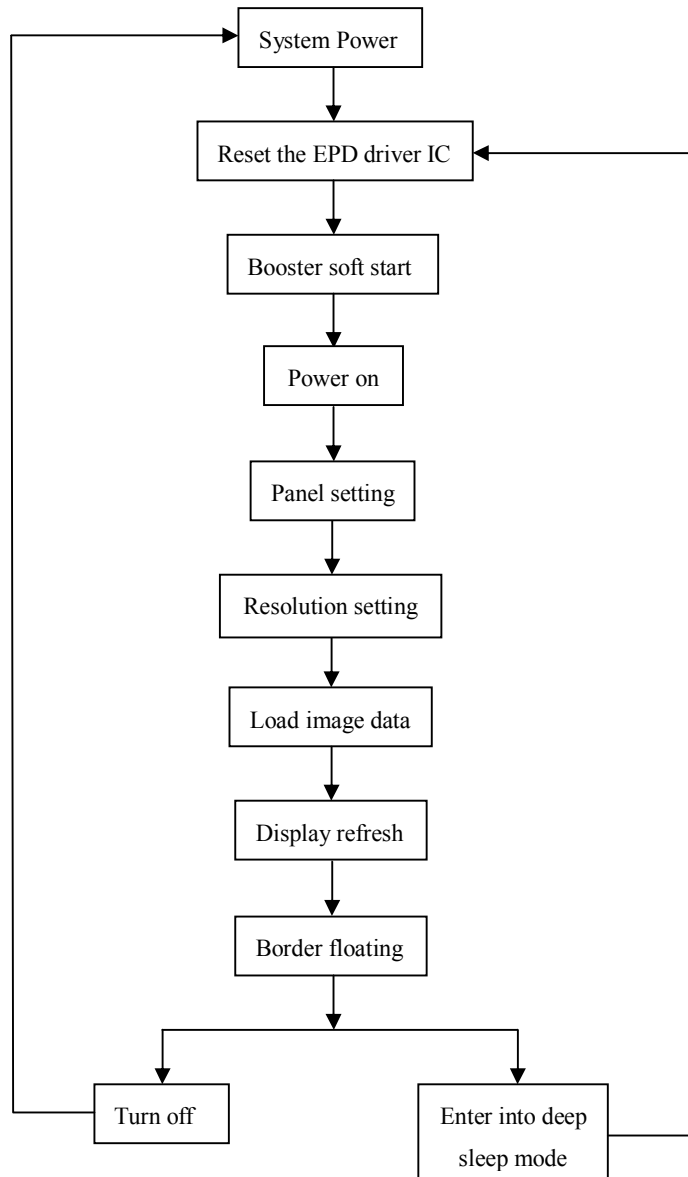 System Power
Reset the EPD driver IC
Booster soft start
Power on
Panel setting
Resolution setting
Load image data
Display refresh
Border floating
Turn off
Enter into deep
sleep mode